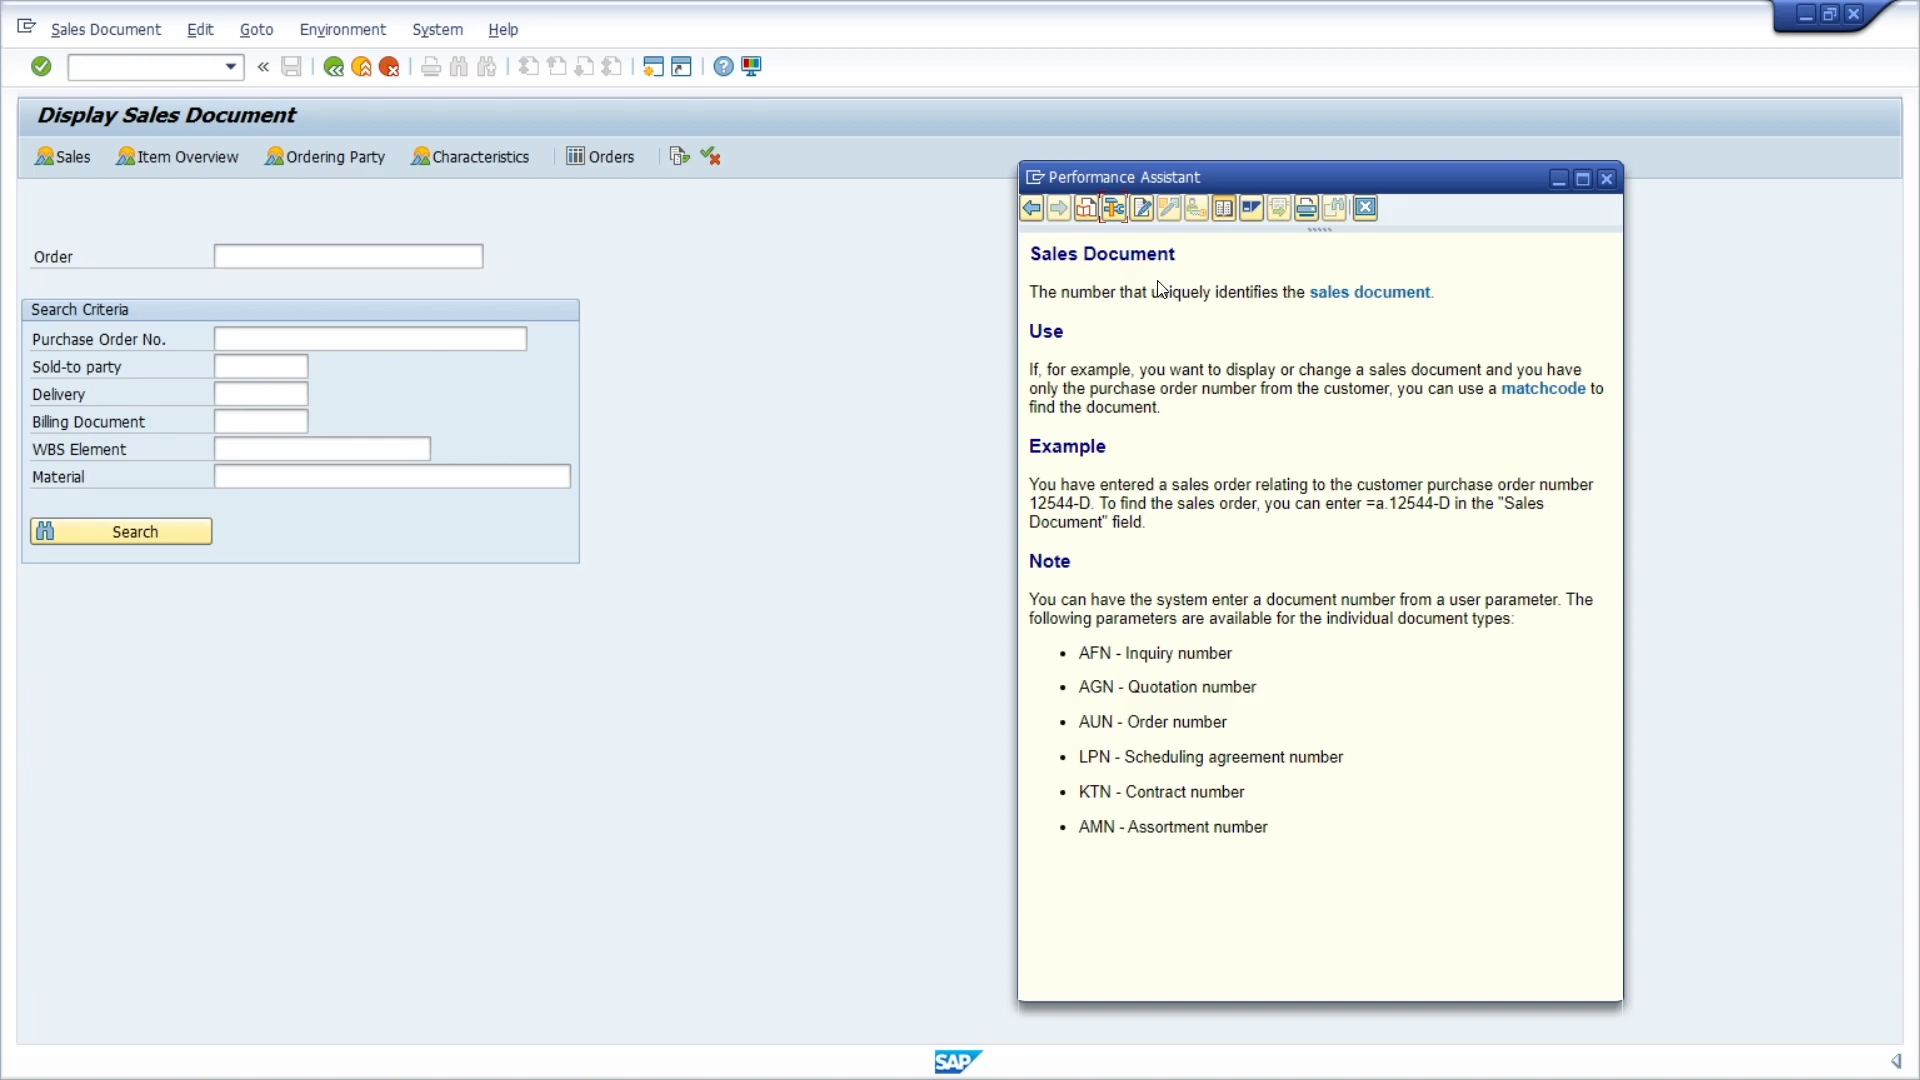 Sales Document Edit Goto Environment System Help
Display Sales Document
Sales Item Overview Ordering Party Characteristics Orders
Order
Search Criteria
Purchase Order No.
Sold-to party
Delivery
Billing Document
WBS Element
Material
Search
Performance Assistant
Sales Document
The number that uniquely identifies the sales document.
Use
If, for example, you want to display or change a sales document and you have
only the purchase order number from the customer, you can use a matchcode to
find the document.
Example
You have entered a sales order relating to the customer purchase order number
12544-D. To find the sales order, you can enter =a.12544-D in the "Sales
Document" field.
Note
You can have the system enter a document number from a user parameter. The
following parameters are available for the individual document types:
• AFN - Inquiry number
• AGN - Quotation number
• AUN - Order number
• LPN - Scheduling agreement number
• KTN - Contract number
• AMN - Assortment number
SAP